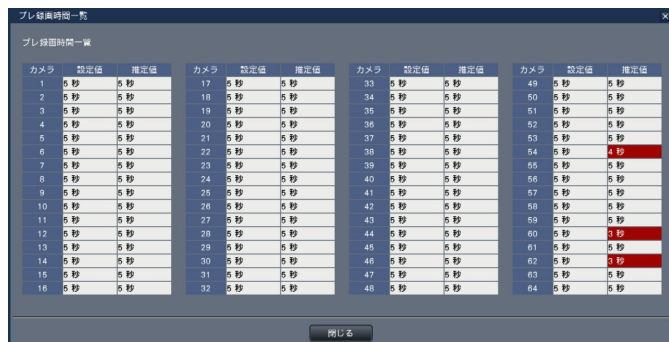 プレ録画時間一覧 ×
プレ録画時間一覧
カメラ 設定値 推定値 カメラ 設定値 推定値 カメラ 設定値 推定値 カメラ 設定値 推定値
1 5 秒 5 秒 17 5 秒 5 秒 33 5 秒 5 秒 49 5 秒 5 秒
2 5 秒 5 秒 18 5 秒 5 秒 34 5 秒 5 秒 50 5 秒 5 秒
3 5 秒 5 秒 19 5 秒 5 秒 35 5 秒 5 秒 51 5 秒 5 秒
4 5 秒 5 秒 20 5 秒 5 秒 36 5 秒 5 秒 52 5 秒 5 秒
5 5 秒 5 秒 21 5 秒 5 秒 37 5 秒 5 秒 53 5 秒 5 秒
6 5 秒 5 秒 22 5 秒 5 秒 38 5 秒 5 秒 54 5 秒 4 秒
7 5 秒 5 秒 23 5 秒 5 秒 39 5 秒 5 秒 55 5 秒 5 秒
8 5 秒 5 秒 24 5 秒 5 秒 40 5 秒 5 秒 56 5 秒 5 秒
9 5 秒 5 秒 25 5 秒 5 秒 41 5 秒 5 秒 57 5 秒 5 秒
10 5 秒 5 秒 26 5 秒 5 秒 42 5 秒 5 秒 58 5 秒 5 秒
11 5 秒 5 秒 27 5 秒 5 秒 43 5 秒 5 秒 59 5 秒 5 秒
12 5 秒 5 秒 28 5 秒 5 秒 44 5 秒 5 秒 60 5 秒 3 秒
13 5 秒 5 秒 29 5 秒 5 秒 45 5 秒 5 秒 61 5 秒 5 秒
14 5 秒 5 秒 30 5 秒 5 秒 46 5 秒 5 秒 62 5 秒 3 秒
15 5 秒 5 秒 31 5 秒 5 秒 47 5 秒 5 秒 63 5 秒 5 秒
16 5 秒 5 秒 32 5 秒 5 秒 48 5 秒 5 秒 64 5 秒 5 秒
閉じる